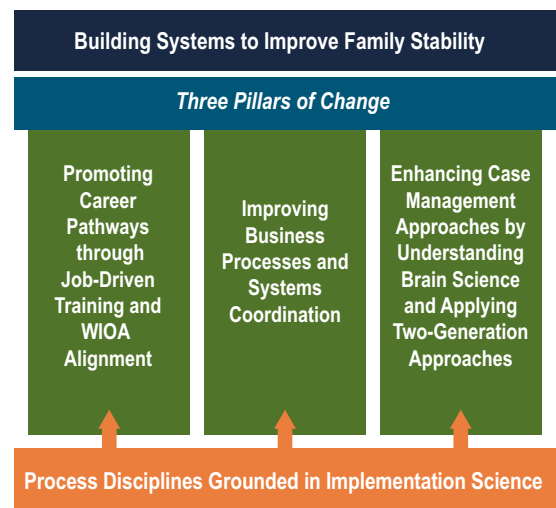 Building Systems to Improve Family Stability
Three Pillars of Change
Promoting
Career
Pathways
through
Job-Driven
Training and
WIOA
Alignment
Improving
Business
Processes and
Systems
Coordination
Enhancing Case
Management
Approaches by
Understanding
Brain Science
and Applying
Two-Generation
Approaches
Process Disciplines Grounded in Implementation Science